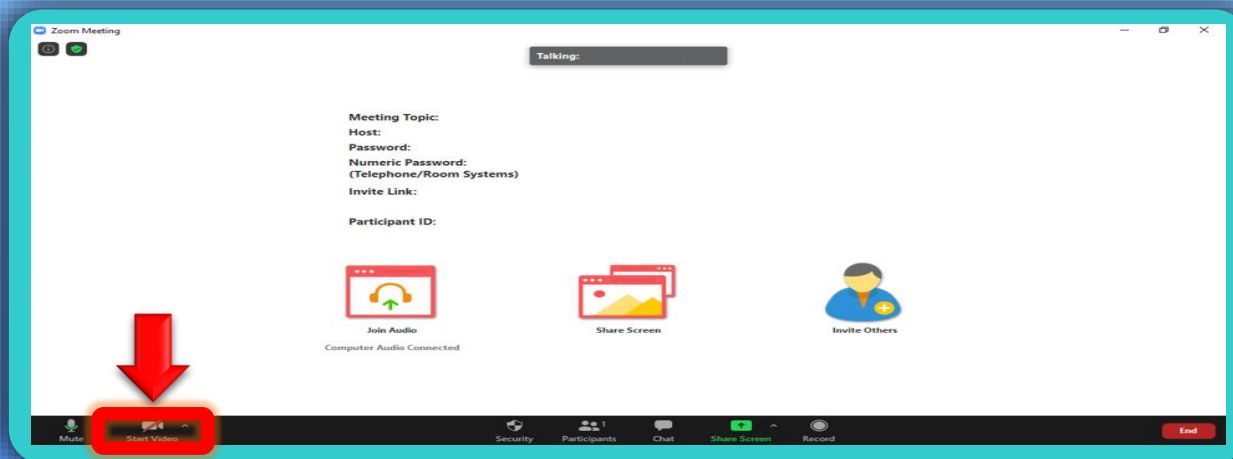 Zoom Meeting
Talking:
Meeting Topic:
Host:
Password:
Numeric Password:
(Telephone/Room Systems)
Invite Link:
Participant ID:
Join Audio
Share Screen
Invite Others
Computer Audio Connected
1
Mute
Start Video
Security
Participants
Chat
Share Screen
Record
End